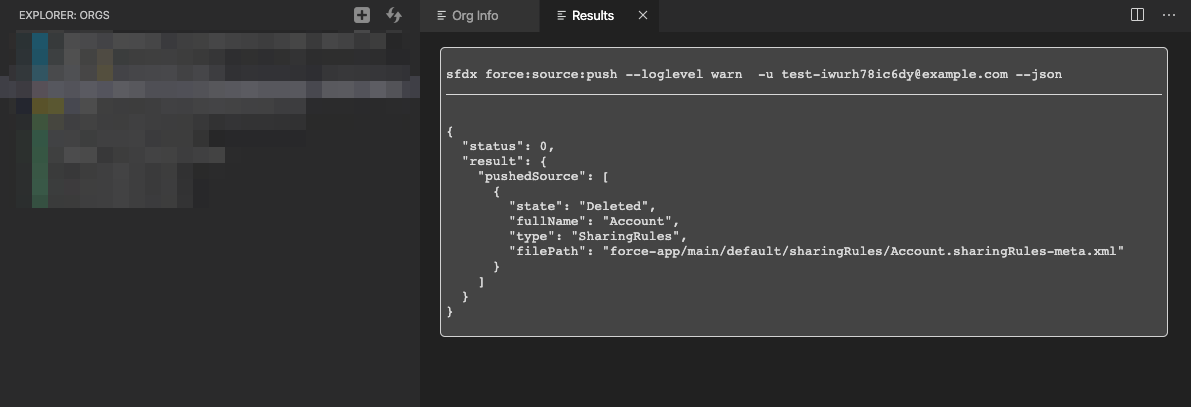 EXPLORER: ORGS
Org Info
Results
sfdx force:source:push --loglevel warn  -u test-iwurh78ic6dy@example.com --json
{
"status": 0,
"result": {
"pushedSource": [
{
"state": "Deleted",
"fullName": "Account",
"type": "SharingRules",
"filePath": "force-app/main/default/sharingRules/Account.sharingRules-meta.xml"
}
]
}
}